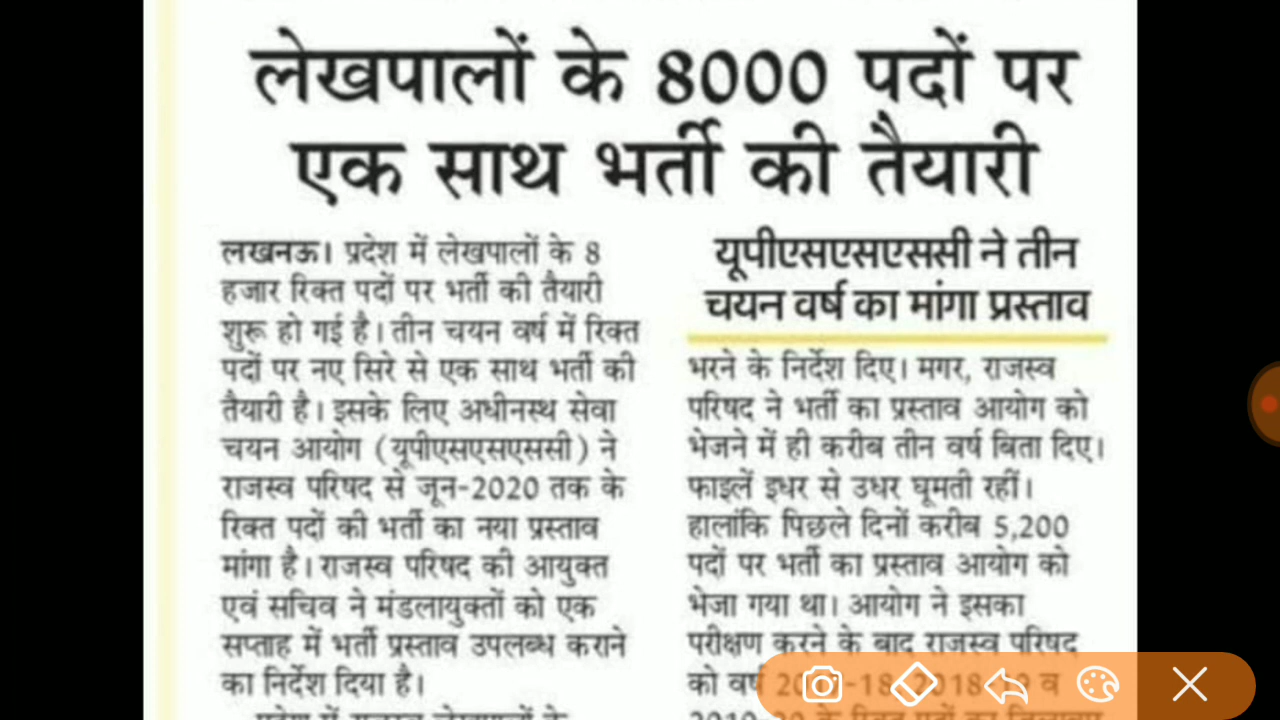 लेखपालों के 8000 पदों पर
एक साथ भर्ती की तैयारी
लखनऊ। प्रदेश में लेखपालों के 8
हजार रिक्त पदों पर भर्ती की तैयारी
शुरू हो गई है। तीन चयन वर्ष में रिक्त
पदों पर नए सिरे से एक साथ भर्ती की
तैयारी है। इसके लिए अधीनस्थ सेवा
चयन आयोग (यूपीएसएसएससी) ने
राजस्व परिषद से जून-2020 तक के
रिक्त पदों की भर्ती का नया प्रस्ताव
मांगा है। राजस्व परिषद की आयुक्त
एवं सचिव ने मंडलायुक्तों को एक
सप्ताह में भर्ती प्रस्ताव उपलब्ध कराने
का निर्देश दिया है।
यूपीएसएसएससी ने तीन
चयन वर्ष का मांगा प्रस्ताव
भरने के निर्देश दिए। मगर, राजस्व
परिषद ने भर्ती का प्रस्ताव आयोग को
भेजने में ही करीब तीन वर्ष बिता दिए।
फाइलें इधर से उधर घूमती रहीं।
हालांकि पिछले दिनों करीब 5,200
पदों पर भर्ती का प्रस्ताव आयोग को
भेजा गया था। आयोग ने इसका
परीक्षण करने के बाद राजस्व परिषद
को वर्ष